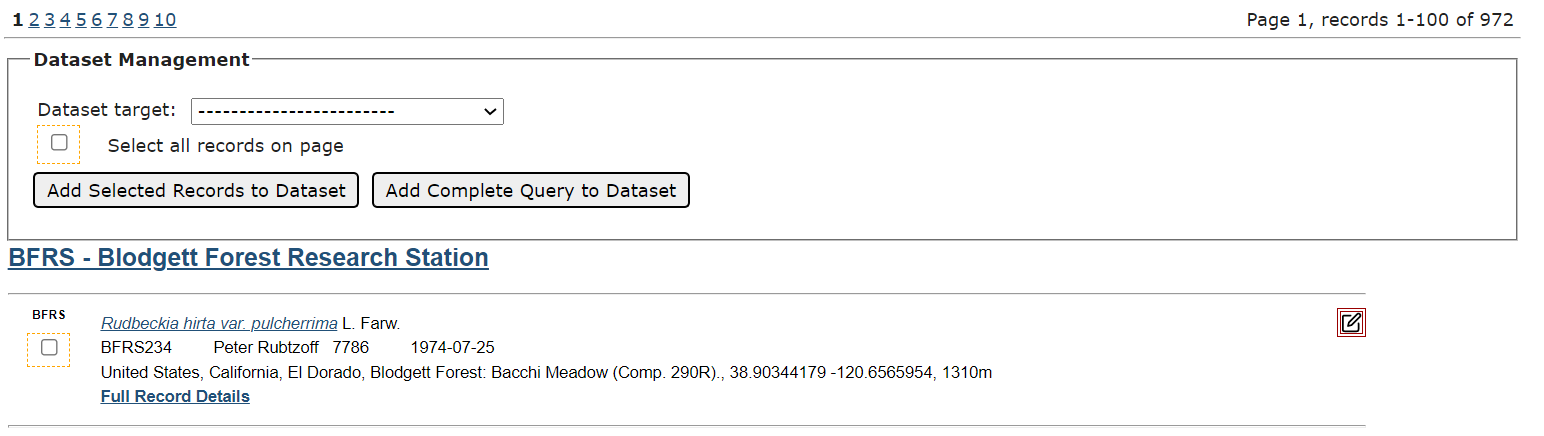 1 2 3 4 5 6 7 8 9 10 Page 1, records 1-100 of 972
Dataset Management
Dataset target: ------------------------
Select all records on page
Add Selected Records to Dataset Add Complete Query to Dataset
BFRS - Blodgett Forest Research Station
BFRS
Rudbeckia hirta var. pulcherrima L. Farw.
BFRS234 Peter Rubtzoff 7786 1974-07-25
United States, California, El Dorado, Blodgett Forest: Bacchi Meadow (Comp. 290R)., 38.90344179 -120.6565954, 1310m
Full Record Details